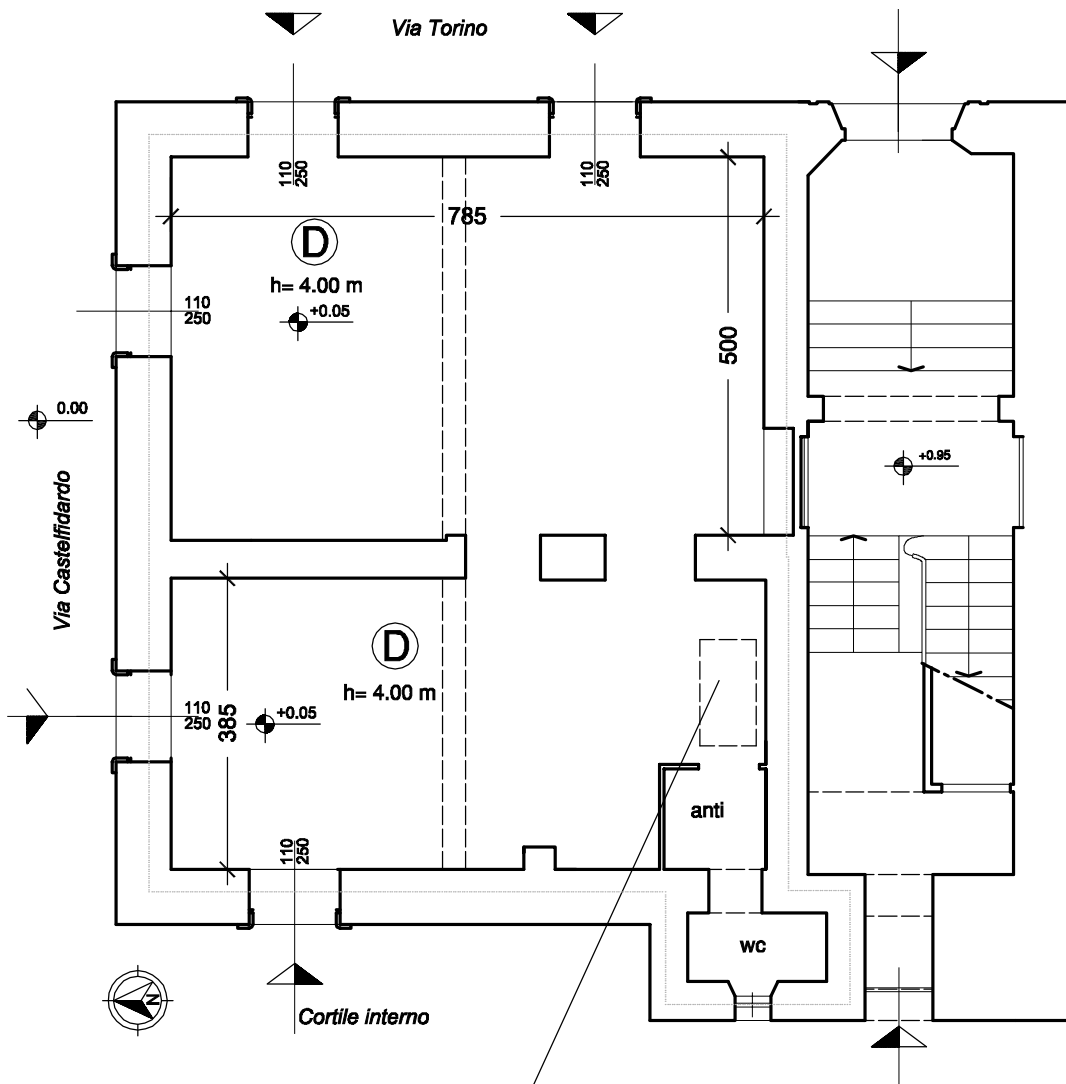 Via Torino
110
250
110
250
785
D
h= 4.00 m
+0.05
110
250
500
0.00
+0.95
Via Castelfidardo
D
h= 4.00 m
+0.05
110
250
385
anti
110
250
wc
N
Cortile interno